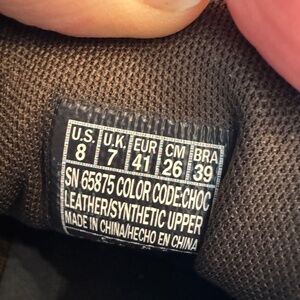 U.S. U.K. EUR CM BRA
8 7 41 26 39
SN 65875 COLOR CODE:CHOC
LEATHER/SYNTHETIC UPPER
MADE IN CHINA/HECHO EN CHINA